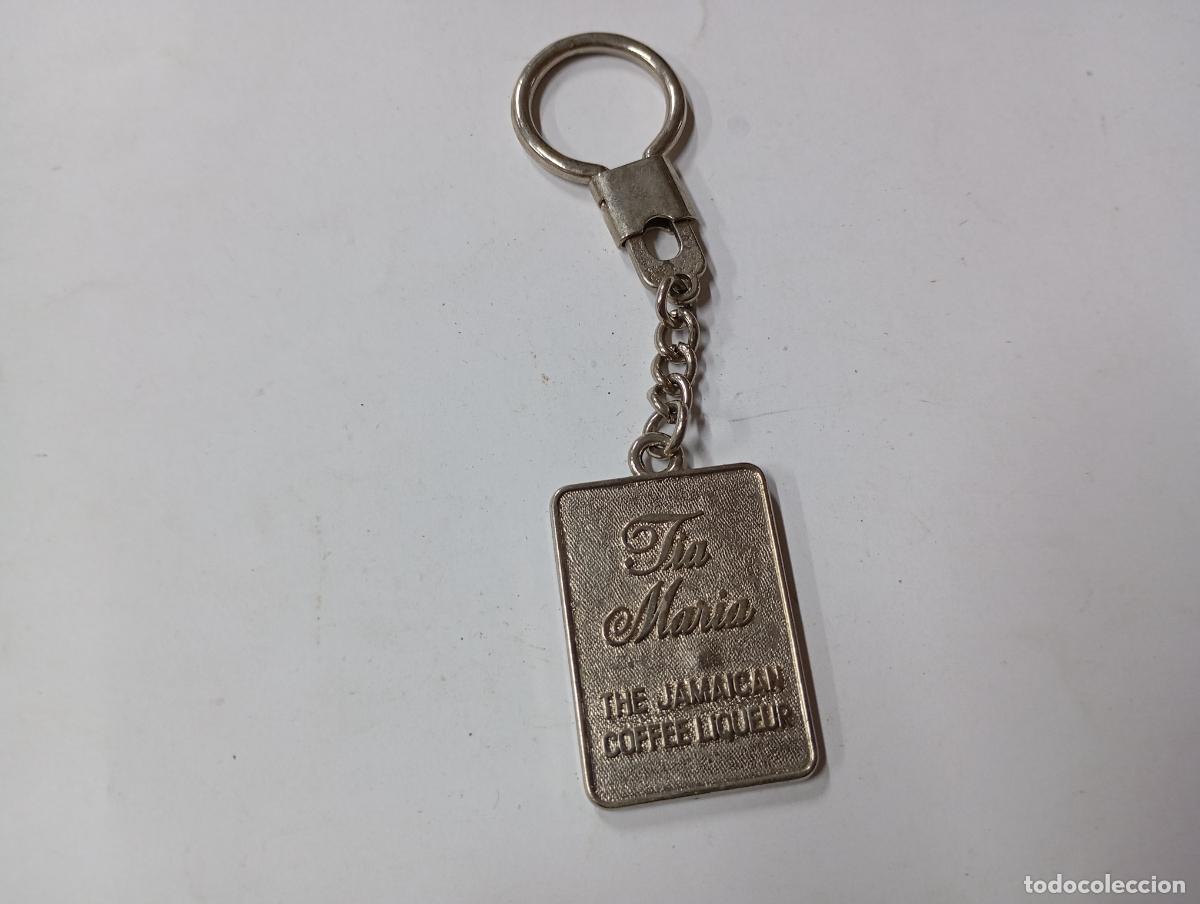 Tia
Maria
THE JAMAICAN
COFFEE LIQUEUR
todocoleccion